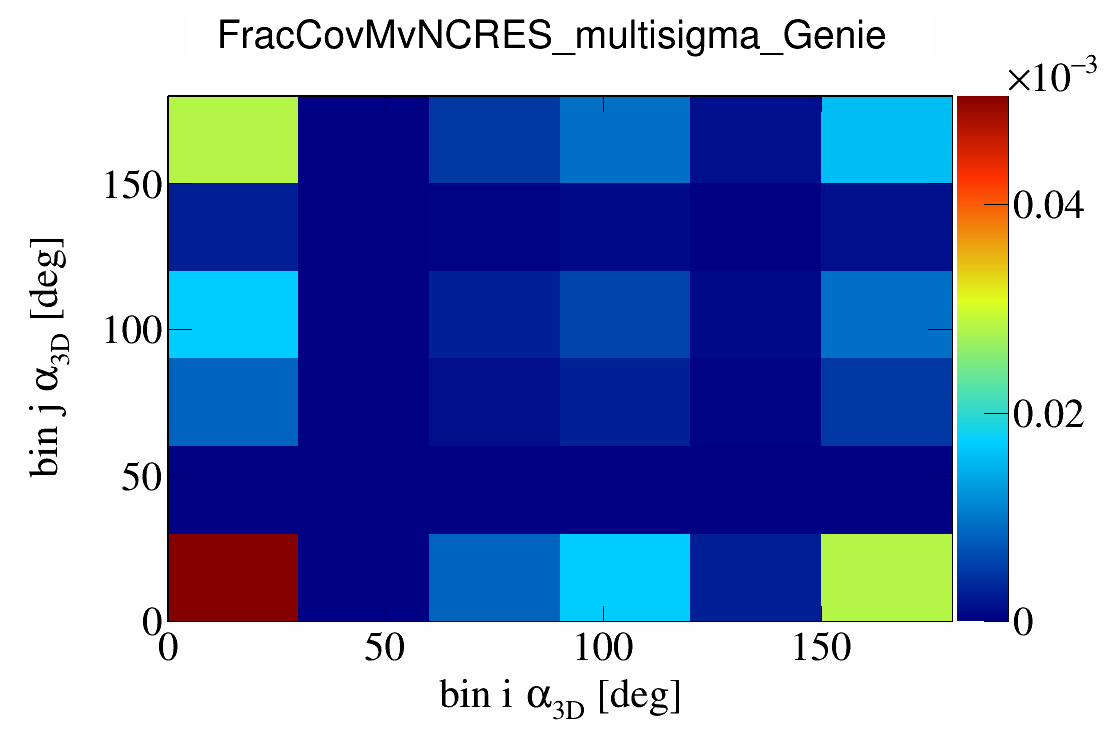 FracCovMvNCRES_multisigma_Genie
×10⁻³
150
100
50
0
0.04
0.02
0
0 50 100 150
bin j α3D [deg]
bin i α3D [deg]